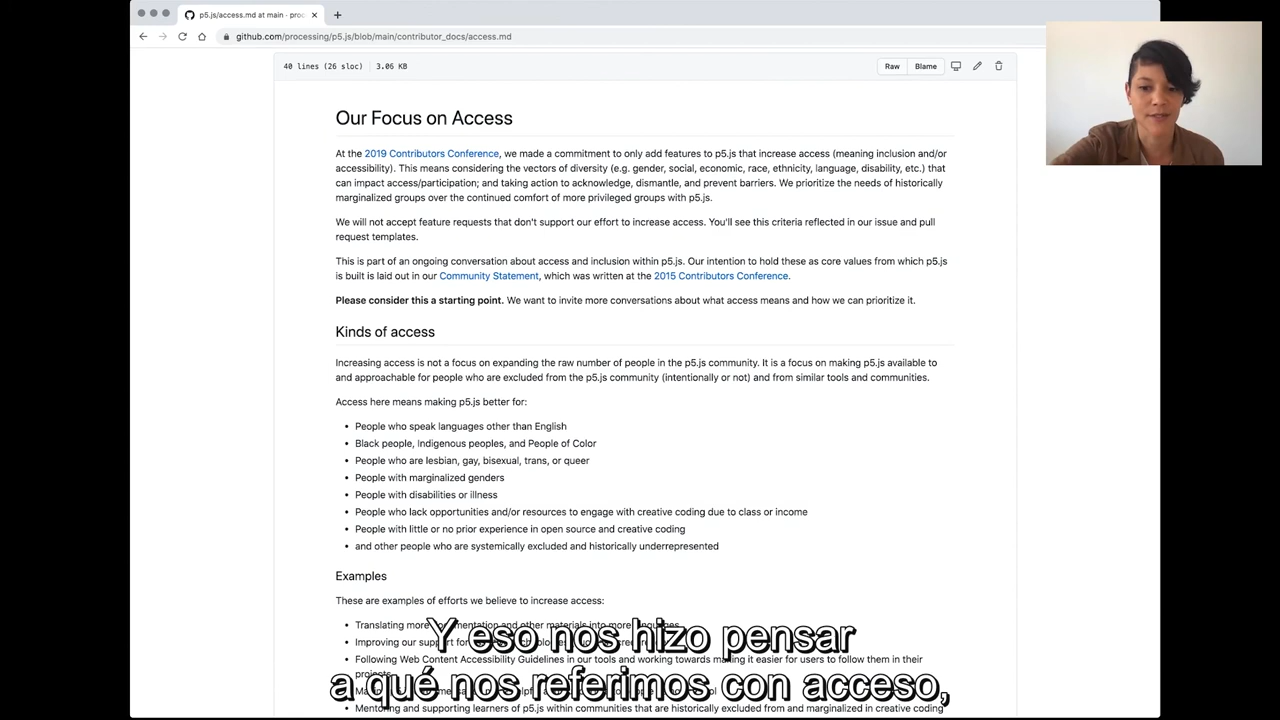 p5.js/access.md at main · proc
github.com/processing/p5.js/blob/main/contributor_docs/access.md
40 lines (26 sloc) 3.06 KB
Raw Blame
Our Focus on Access
At the 2019 Contributors Conference, we made a commitment to only add features to p5.js that increase access (meaning inclusion and/or
accessibility). This means considering the vectors of diversity (e.g. gender, social, economic, race, ethnicity, language, disability, etc.) that
can impact access/participation; and taking action to acknowledge, dismantle, and prevent barriers. We prioritize the needs of historically
marginalized groups over the continued comfort of more privileged groups with p5.js.
We will not accept feature requests that don't support our effort to increase access. You'll see this criteria reflected in our issue and pull
request templates.
This is part of an ongoing conversation about access and inclusion within p5.js. Our intention to hold these as core values from which p5.js
is built is laid out in our Community Statement, which was written at the 2015 Contributors Conference.
Please consider this a starting point. We want to invite more conversations about what access means and how we can prioritize it.
Kinds of access
Increasing access is not a focus on expanding the raw number of people in the p5.js community. It is a focus on making p5.js available to
and approachable for people who are excluded from the p5.js community (intentionally or not) and from similar tools and communities.
Access here means making p5.js better for:
• People who speak languages other than English
• Black people, Indigenous peoples, and People of Color
• People who are lesbian, gay, bisexual, trans, or queer
• People with marginalized genders
• People with disabilities or illness
• People who lack opportunities and/or resources to engage with creative coding due to class or income
• People with little or no prior experience in open source and creative coding
• and other people who are systemically excluded and historically underrepresented
Examples
These are examples of efforts we believe to increase access:
• Translating more and other materials into more
• Improving our for
• Following Web Content Accessibility Guidelines in our tools and working towards making it easier for users to follow them in their
• Mentoring and supporting learners of p5.js within communities that are historically excluded from and marginalized in creative coding
Y eso nos hizo pensar
a qué nos referimos con acceso,